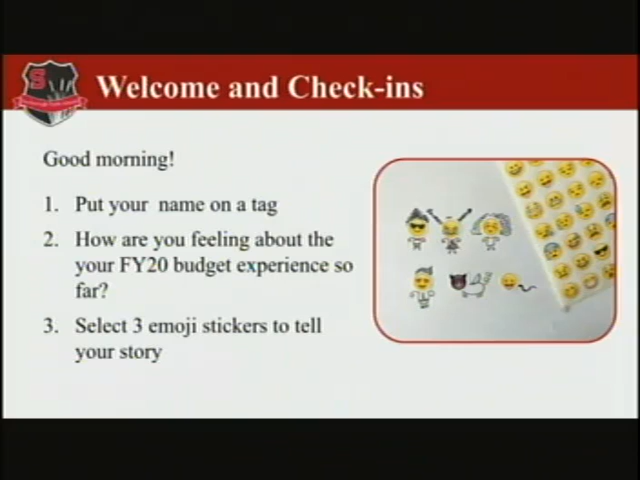 S
Welcome and Check-ins
Good morning!
1. Put your  name on a tag
2. How are you feeling about the
your FY20 budget experience so
far?
3. Select 3 emoji stickers to tell
your story